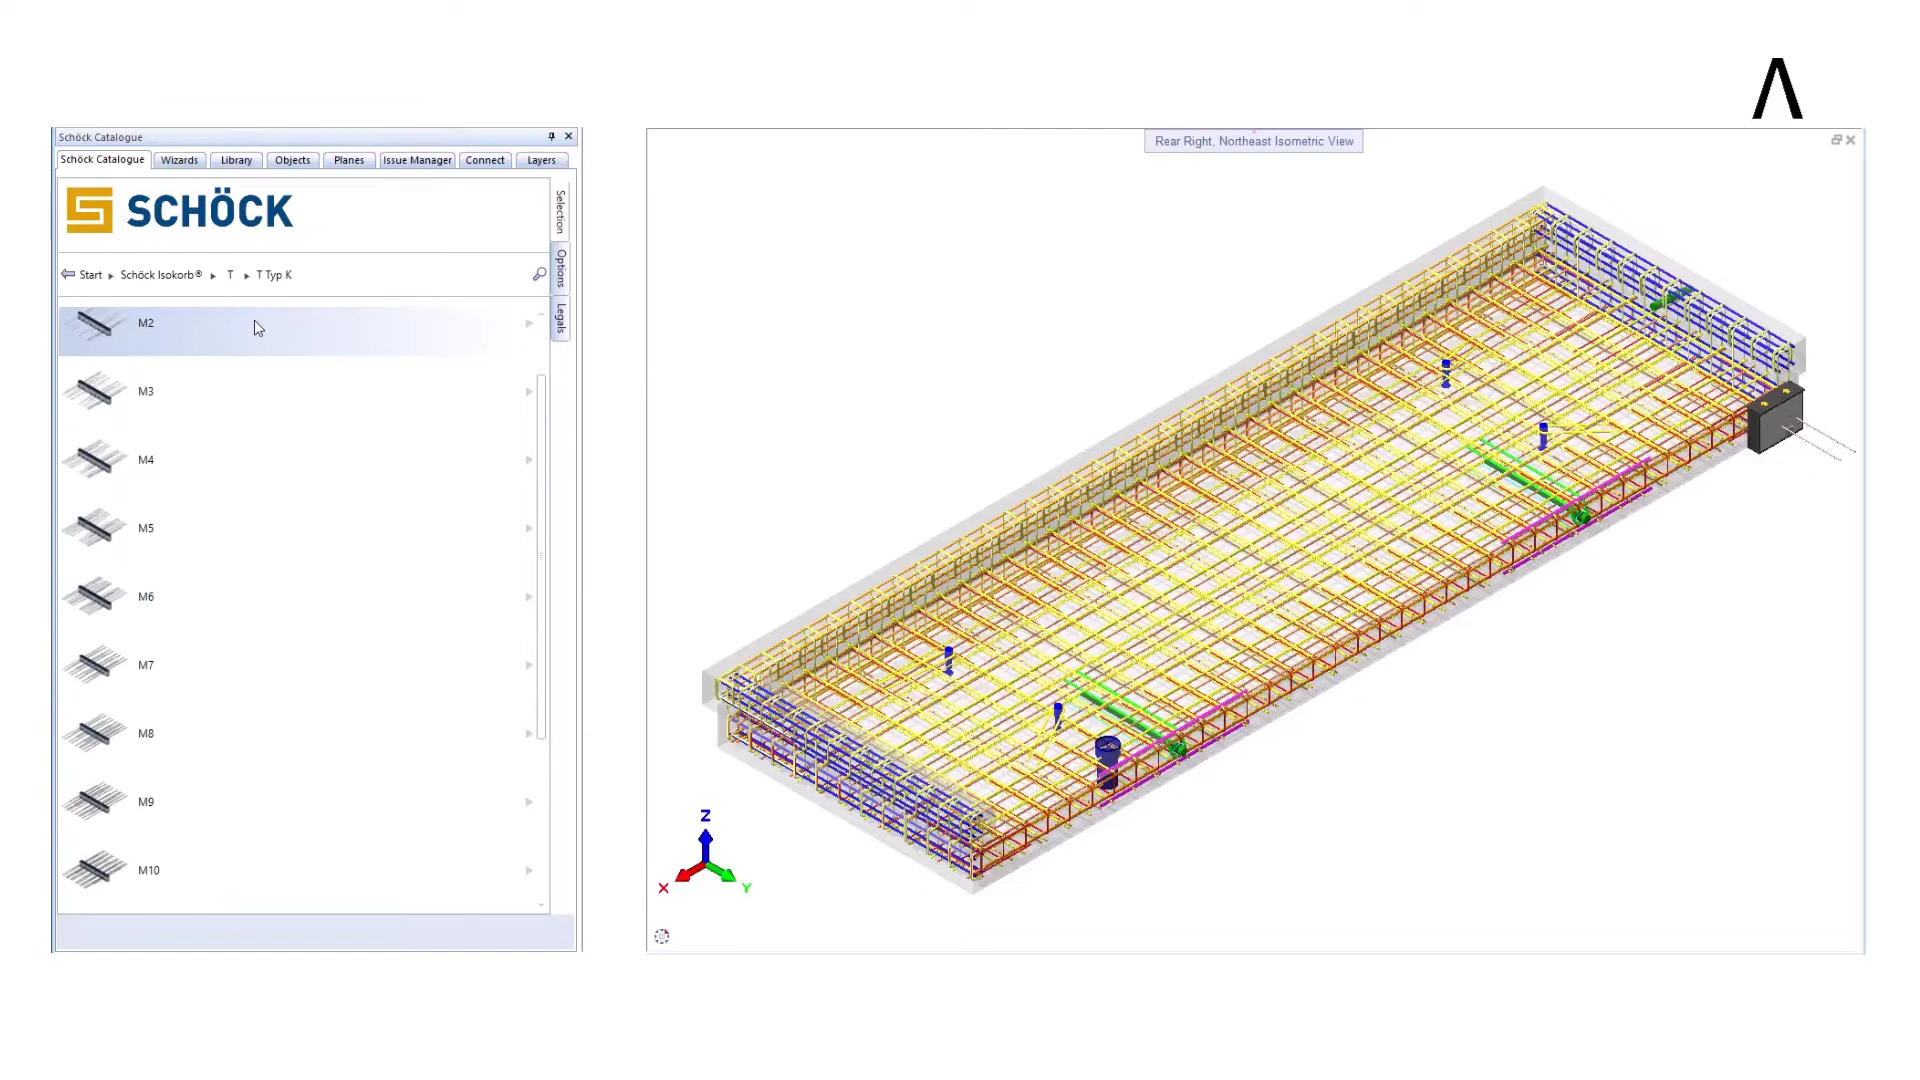 Λ
Schöck Catalogue
Schöck Catalogue Wizards Library Objects Planes Issue Manager Connect Layers
SCHÖCK
Selection
Options
Legals
Start Schöck Isokorb® T T Typ K
M2
M3
M4
M5
M6
M7
M8
M9
M10
Rear Right, Northeast Isometric View
Z
X
Y